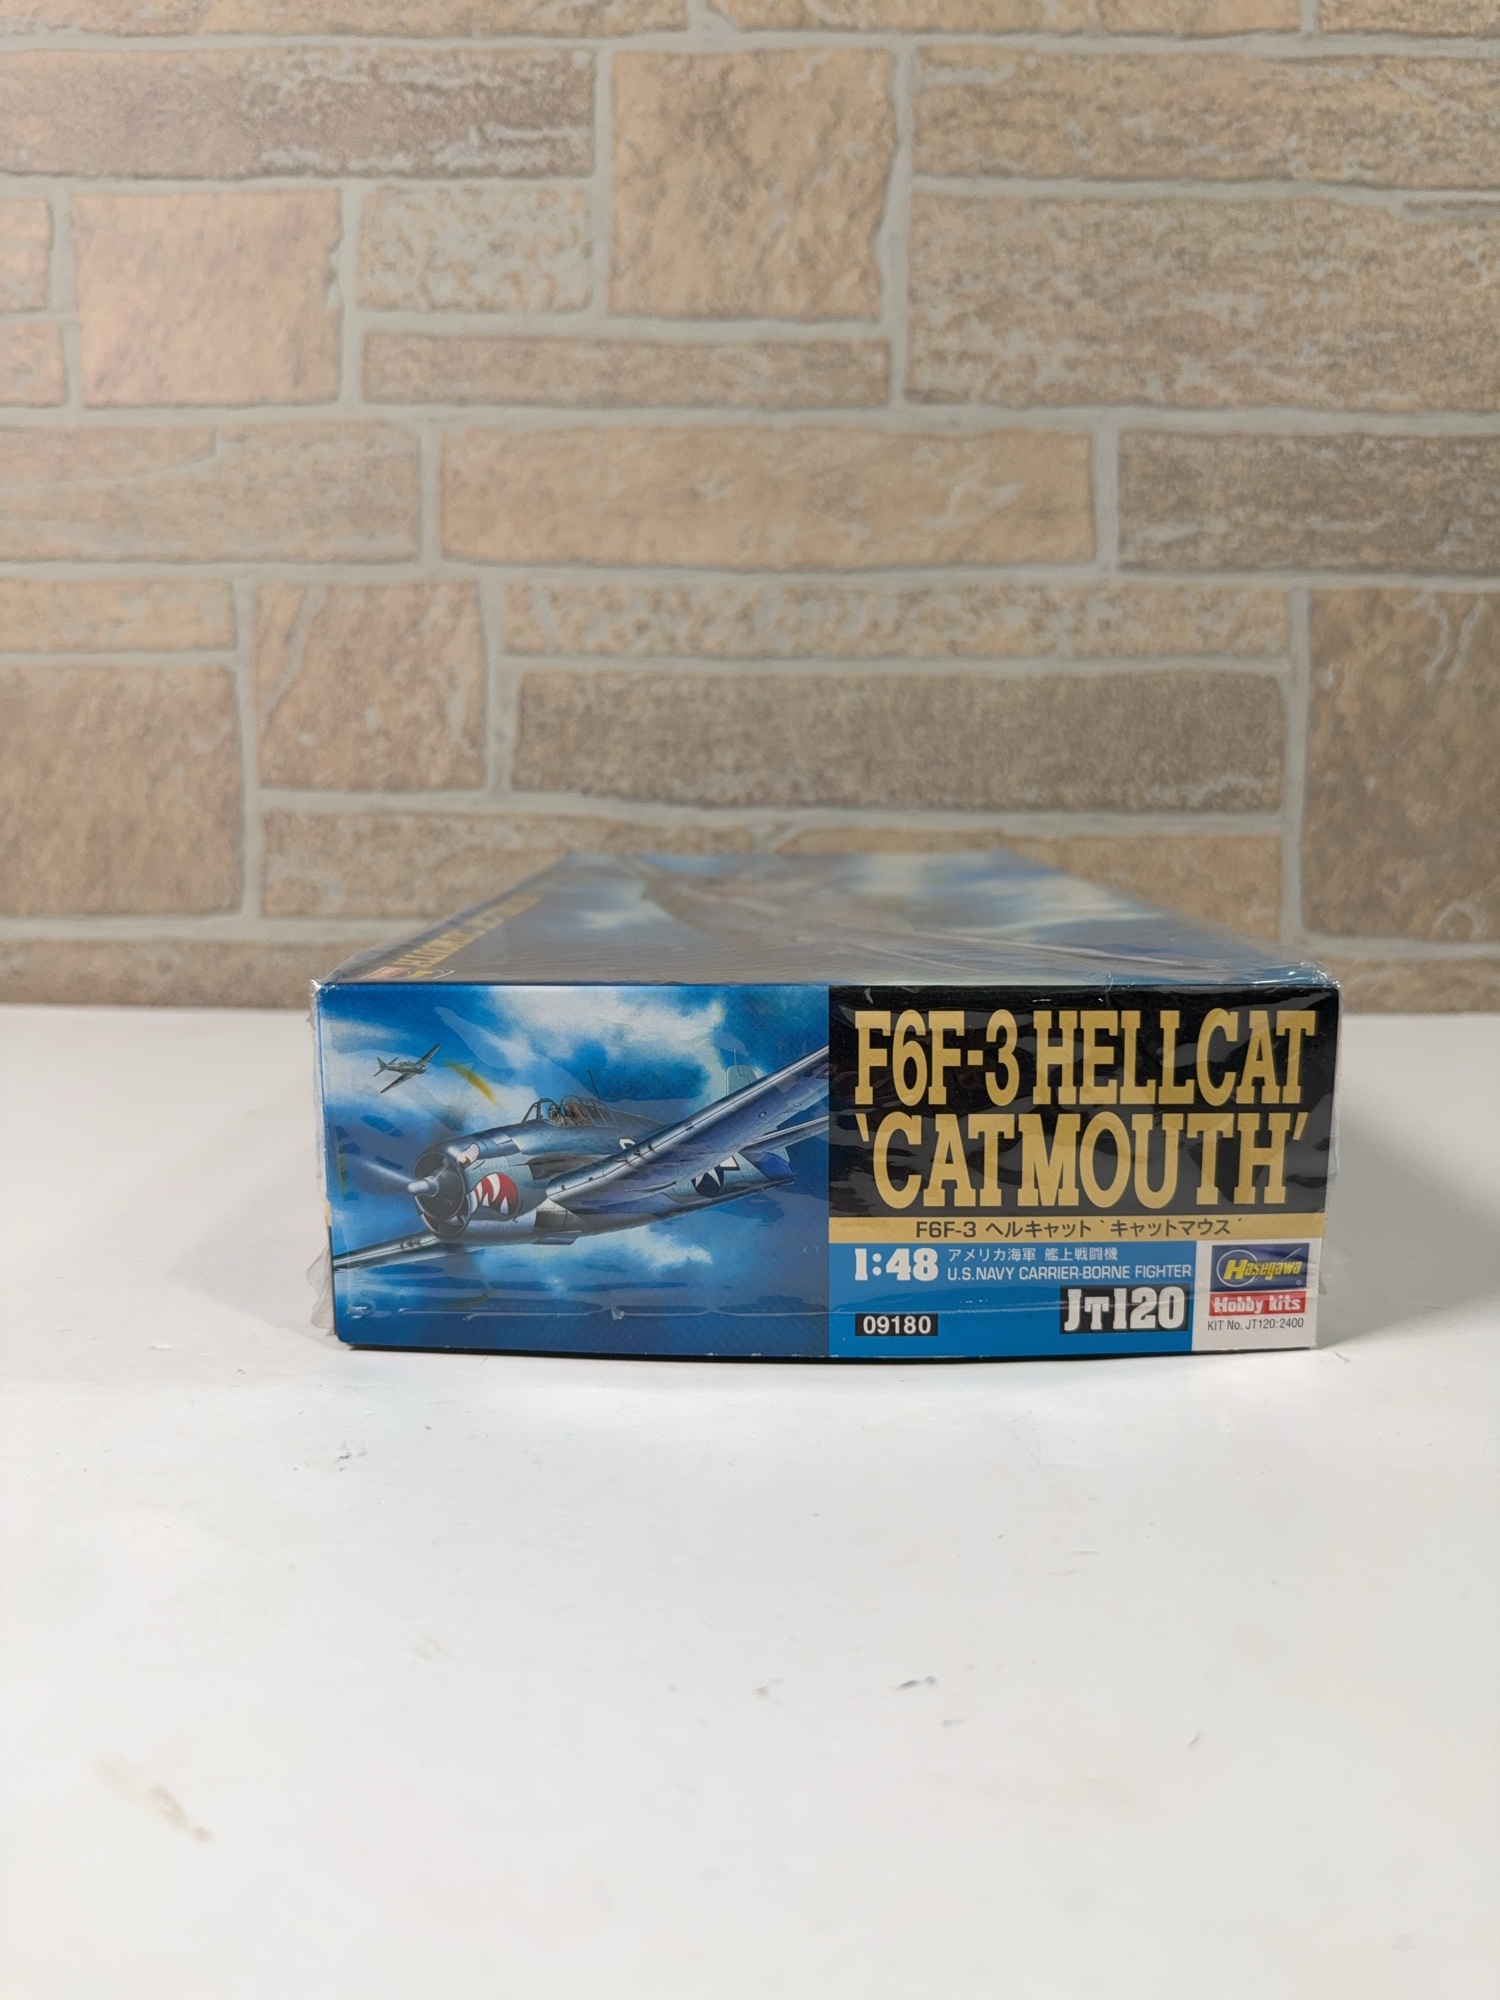 F6F-3 HELLCAT
'CATMOUTH'
F6F-3 ヘルキャット `キャットマウス´
1:48
アメリカ海軍 艦上戦闘機
U.S.NAVY CARRIER-BORNE FIGHTER
09180
JT120
Hasegawa
Hobby kits
KIT No. JT120:2400